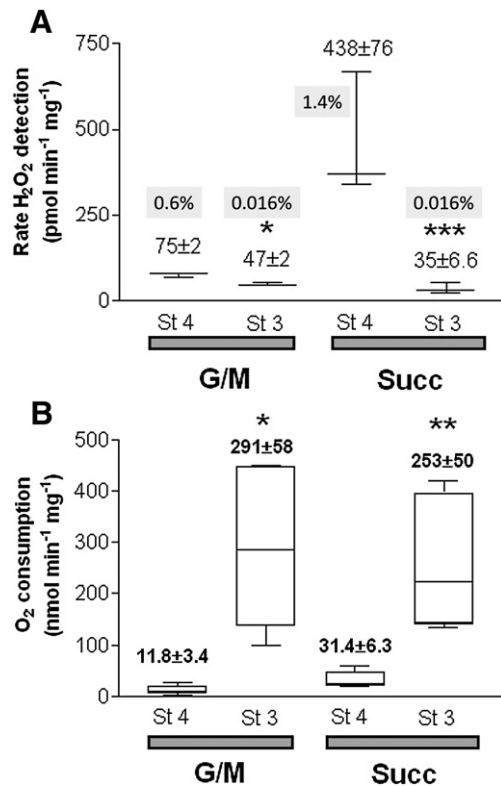 A
Rate H₂O₂ detection
(pmol min⁻¹ mg⁻¹)
750
500
250
0
438±76
1.4%
0.6%
0.016%
0.016%
*
***
75±2
47±2
35±6.6
St 4
St 3
St 4
St 3
G/M
Succ
B
O₂ consumption
(nmol min⁻¹ mg⁻¹)
500
400
300
200
100
0
*
**
291±58
253±50
11.8±3.4
31.4±6.3
St 4
St 3
St 4
St 3
G/M
Succ